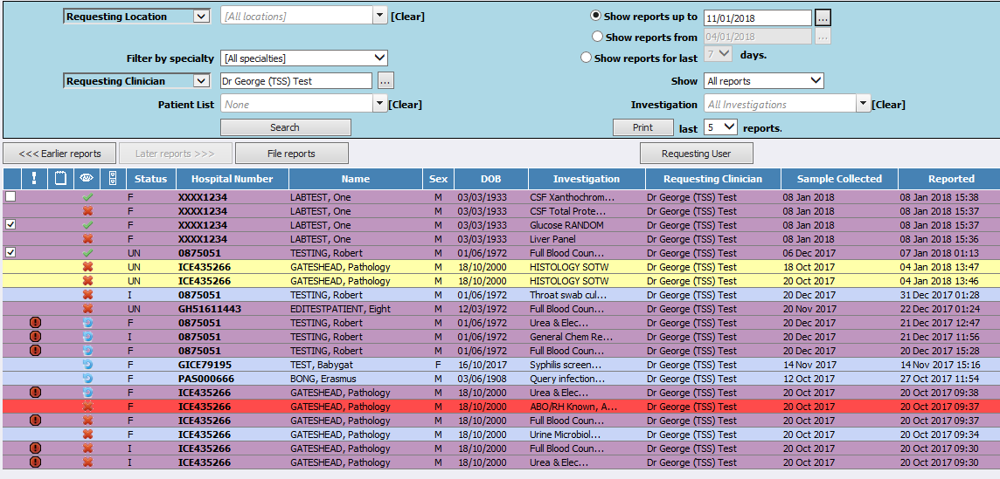 Requesting Location [All locations] [Clear] Show reports up to 11/01/2018 ...
Show reports from 04/01/2018 ...
Filter by specialty [All specialties] Show reports for last 7 days.
Requesting Clinician Dr George (TSS) Test ... Show All reports
Patient List None [Clear] Investigation All Investigations [Clear]
Search Print last 5 reports.
<<< Earlier reports Later reports >>> File reports Requesting User
Status Hospital Number Name Sex DOB Investigation Requesting Clinician Sample Collected Reported
F XXXX1234 LABTEST, One M 03/03/1933 CSF Xanthochrom... Dr George (TSS) Test 08 Jan 2018 08 Jan 2018 15:38
F XXXX1234 LABTEST, One M 03/03/1933 CSF Total Prote... Dr George (TSS) Test 08 Jan 2018 08 Jan 2018 15:37
F XXXX1234 LABTEST, One M 03/03/1933 Glucose RANDOM Dr George (TSS) Test 08 Jan 2018 08 Jan 2018 15:37
F XXXX1234 LABTEST, One M 03/03/1933 Liver Panel Dr George (TSS) Test 08 Jan 2018 08 Jan 2018 15:36
UN 0875051 TESTING, Robert M 01/06/1972 Full Blood Coun... Dr George (TSS) Test 06 Dec 2017 07 Jan 2018 01:13
UN ICE435266 GATESHEAD, Pathology M 18/10/2000 HISTOLOGY SOTW Dr George (TSS) Test 18 Oct 2017 04 Jan 2018 13:47
UN ICE435266 GATESHEAD, Pathology M 18/10/2000 HISTOLOGY SOTW Dr George (TSS) Test 20 Oct 2017 04 Jan 2018 13:46
I 0875051 TESTING, Robert M 01/06/1972 Throat swab cul... Dr George (TSS) Test 20 Dec 2017 31 Dec 2017 01:28
UN GH51611443 EDITESTPATIENT, Eight M 12/03/1972 Full Blood Coun... Dr George (TSS) Test 20 Nov 2017 22 Dec 2017 01:24
F 0875051 TESTING, Robert M 01/06/1972 Urea & Elec... Dr George (TSS) Test 20 Dec 2017 21 Dec 2017 12:47
I 0875051 TESTING, Robert M 01/06/1972 General Chem Re... Dr George (TSS) Test 20 Dec 2017 21 Dec 2017 11:56
F 0875051 TESTING, Robert M 01/06/1972 Full Blood Coun... Dr George (TSS) Test 20 Dec 2017 20 Dec 2017 15:28
F GICE79195 TEST, Babygat F 16/10/2017 Syphilis screen... Dr George (TSS) Test 14 Nov 2017 14 Nov 2017 15:16
F PAS000666 BONG, Erasmus M 03/06/1908 Query infection... Dr George (TSS) Test 12 Oct 2017 27 Oct 2017 11:54
F ICE435266 GATESHEAD, Pathology M 18/10/2000 Urea & Elec... Dr George (TSS) Test 20 Oct 2017 20 Oct 2017 09:38
F ICE435266 GATESHEAD, Pathology M 18/10/2000 ABO/RH Known, A... Dr George (TSS) Test 20 Oct 2017 20 Oct 2017 09:37
F ICE435266 GATESHEAD, Pathology M 18/10/2000 Full Blood Coun... Dr George (TSS) Test 20 Oct 2017 20 Oct 2017 09:37
F ICE435266 GATESHEAD, Pathology M 18/10/2000 Urine Microbiol... Dr George (TSS) Test 20 Oct 2017 20 Oct 2017 09:34
I ICE435266 GATESHEAD, Pathology M 18/10/2000 Full Blood Coun... Dr George (TSS) Test 20 Oct 2017 20 Oct 2017 09:30
I ICE435266 GATESHEAD, Pathology M 18/10/2000 Urea & Elec... Dr George (TSS) Test 20 Oct 2017 20 Oct 2017 09:30